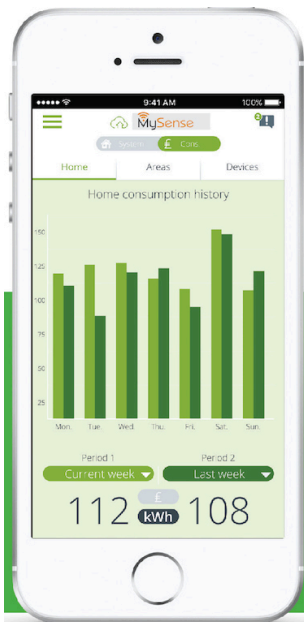 9:41 AM 100%
MySense 2
£ Cons.
Home Areas Devices
Home consumption history
150
125
100
75
50
25
Mon. Tue. Wed. Thu. Fri. Sat. Sun.
Period 1 Period 2
Current week Last week
£
112 kWh 108